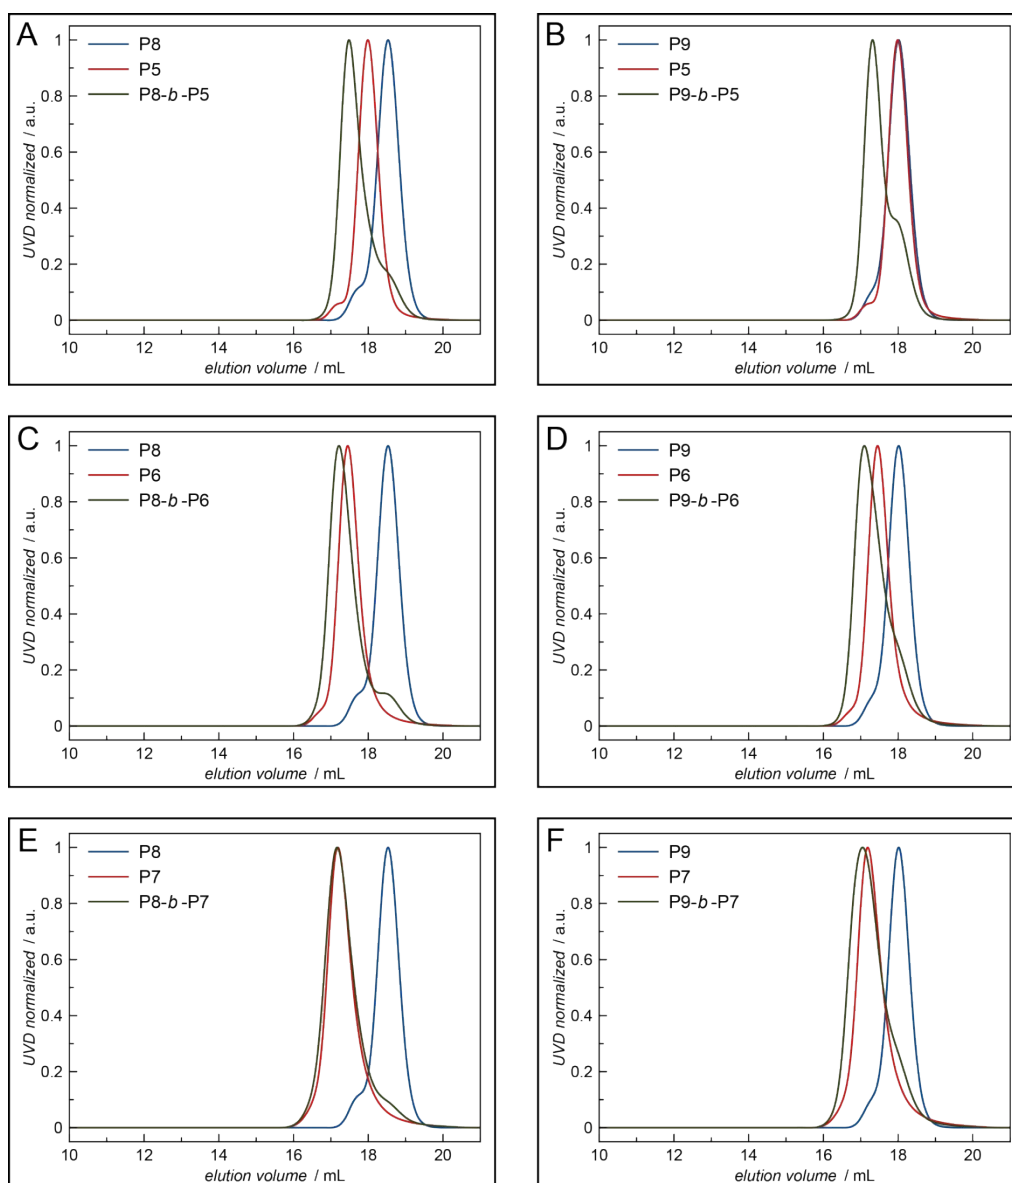 A
P8
P5
P8-b-P5
UVD normalized / a.u.
1
0.8
0.6
0.4
0.2
0
10 12 14 16 18 20
elution volume / mL
B
P9
P5
P9-b-P5
UVD normalized / a.u.
1
0.8
0.6
0.4
0.2
0
10 12 14 16 18 20
elution volume / mL
C
P8
P6
P8-b-P6
UVD normalized / a.u.
1
0.8
0.6
0.4
0.2
0
10 12 14 16 18 20
elution volume / mL
D
P9
P6
P9-b-P6
UVD normalized / a.u.
1
0.8
0.6
0.4
0.2
0
10 12 14 16 18 20
elution volume / mL
E
P8
P7
P8-b-P7
UVD normalized / a.u.
1
0.8
0.6
0.4
0.2
0
10 12 14 16 18 20
elution volume / mL
F
P9
P7
P9-b-P7
UVD normalized / a.u.
1
0.8
0.6
0.4
0.2
0
10 12 14 16 18 20
elution volume / mL